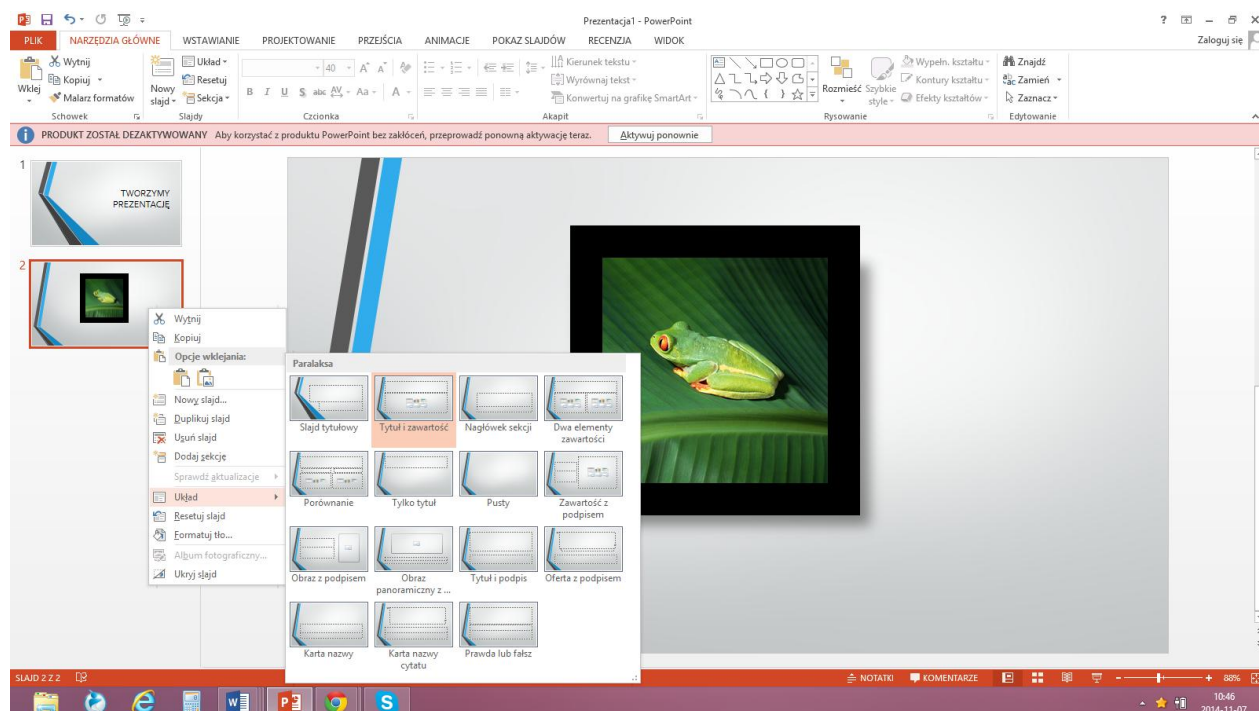 Prezentacja1 - PowerPoint
?
PLIK NARZĘDZIA GŁÓWNE WSTAWIANIE PROJEKTOWANIE PRZEJŚCIA ANIMACJE POKAZ SLAJDÓW RECENZJA WIDOK
Zaloguj się
Wklej
Wytnij
Kopiuj
Malarz formatów
Schowek
Nowy slajd
Układ
Resetuj
Sekcja
Slajdy
40
B I U S abc AV Aa A
Czcionka
Kierunek tekstu
Wyrównaj tekst
Konwertuj na grafikę SmartArt
Akapit
Rozmieść
Szybkie style
Wypełn. kształtu
Kontury kształtu
Efekty kształtów
Rysowanie
Znajdź
Zamień
Zaznacz
Edytowanie
PRODUKT ZOSTAŁ DEZAKTYWOWANY Aby korzystać z produktu PowerPoint bez zakłóceń, przeprowadź ponowną aktywację teraz. Aktywuj ponownie
1
TWORZYMY
PREZENTACJĘ
2
Wytnij
Kopiuj
Opcje wklejania:
Nowy slajd...
Duplikuj slajd
Usuń slajd
Dodaj sekcję
Sprawdź aktualizacje
Układ
Resetuj slajd
Formatuj tło...
Album fotograficzny...
Ukryj slajd
Paralaksa
Slajd tytułowy
Tytuł i zawartość
Nagłówek sekcji
Dwa elementy
zawartości
Porównanie
Tylko tytuł
Pusty
Zawartość z
podpisem
Obraz z podpisem
Obraz
panoramiczny z ...
Tytuł i podpis
Oferta z podpisem
Karta nazwy
Karta nazwy
cytatu
Prawda lub fałsz
SLAJD 2 Z 2
NOTATKI
KOMENTARZE
88%
10:46
2014-11-07